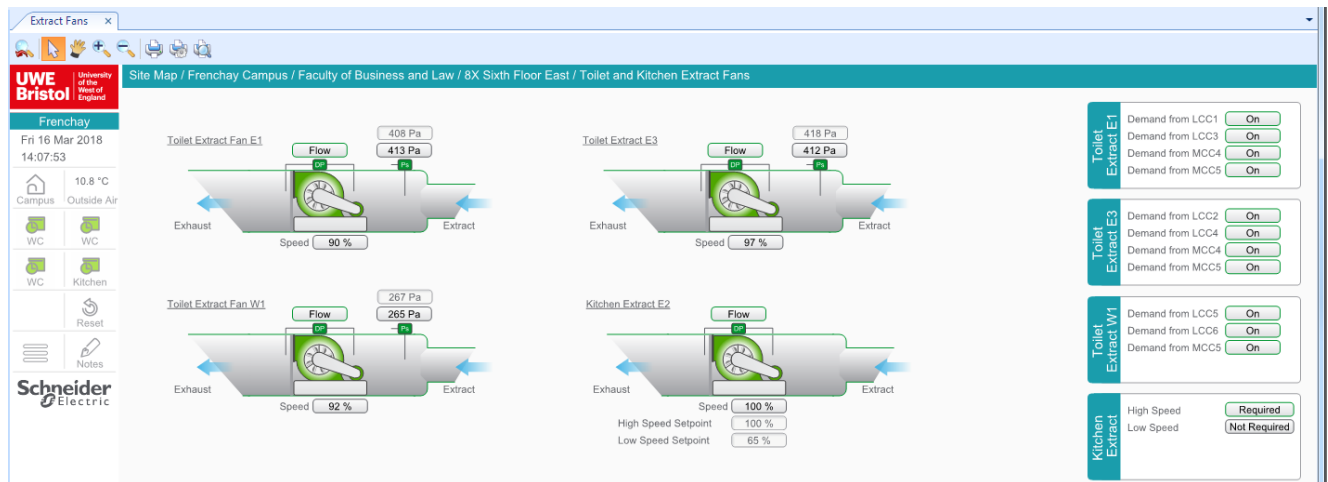 Extract Fans ×
UWE Bristol
University of the West of England
Site Map / Frenchay Campus / Faculty of Business and Law / 8X Sixth Floor East / Toilet and Kitchen Extract Fans
Frenchay
Fri 16 Mar 2018
14:07:53
10.8 °C
Campus Outside Air
WC WC
WC Kitchen
Reset
Notes
Schneider Electric
Toilet Extract Fan E1
408 Pa
Flow 413 Pa
DP Ps
Exhaust Extract
Speed 90 %
Toilet Extract E3
418 Pa
Flow 412 Pa
DP Ps
Exhaust Extract
Speed 97 %
Toilet Extract Fan W1
267 Pa
Flow 265 Pa
DP Ps
Exhaust Extract
Speed 92 %
Kitchen Extract E2
Flow
DP
Exhaust Extract
Speed 100 %
High Speed Setpoint 100 %
Low Speed Setpoint 65 %
Toilet Extract E1
Demand from LCC1 On
Demand from LCC3 On
Demand from MCC4 On
Demand from MCC5 On
Toilet Extract E3
Demand from LCC2 On
Demand from LCC4 On
Demand from MCC4 On
Demand from MCC5 On
Toilet Extract W1
Demand from LCC5 On
Demand from LCC6 On
Demand from MCC5 On
Kitchen Extract
High Speed Required
Low Speed Not Required